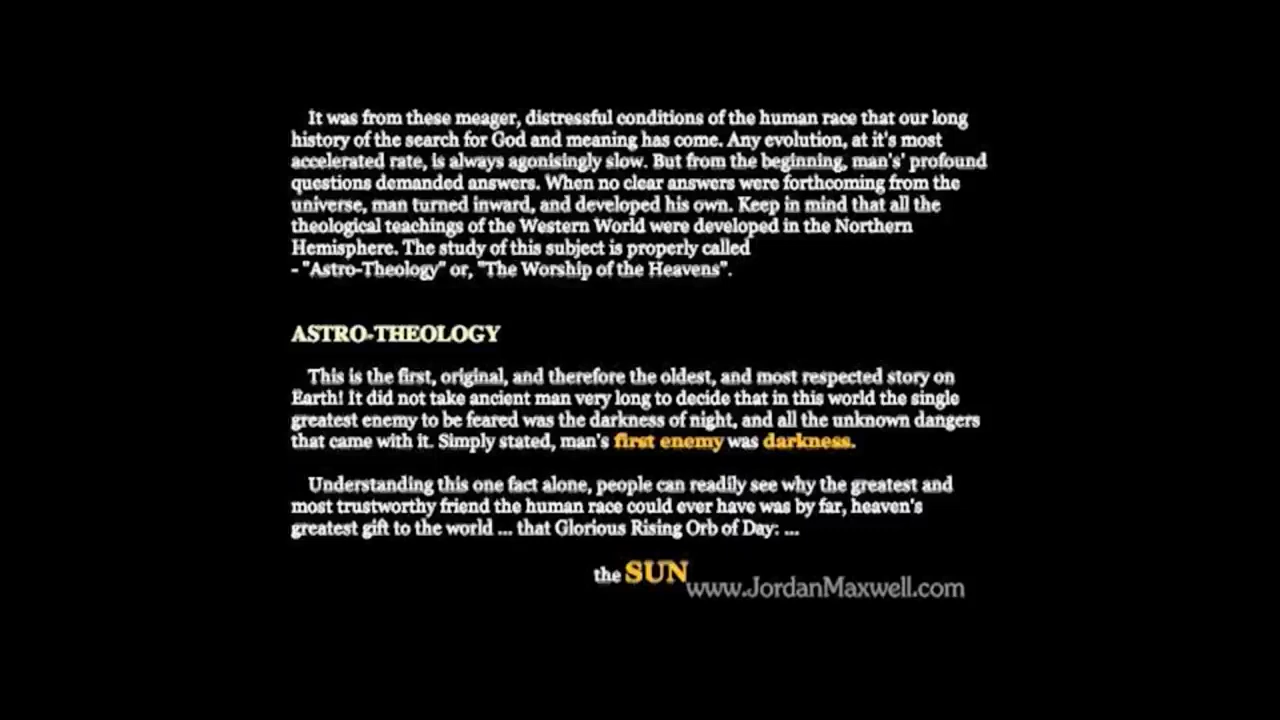 It was from these meager, distressful conditions of the human race that our long
history of the search for God and meaning has come. Any evolution, at it's most
accelerated rate, is always agonisingly slow. But from the beginning, man's' profound
questions demanded answers. When no clear answers were forthcoming from the
universe, man turned inward, and developed his own. Keep in mind that all the
theological teachings of the Western World were developed in the Northern
Hemisphere. The study of this subject is properly called
- "Astro-Theology" or, "The Worship of the Heavens".
ASTRO-THEOLOGY
This is the first, original, and therefore the oldest, and most respected story on
Earth! It did not take ancient man very long to decide that in this world the single
greatest enemy to be feared was the darkness of night, and all the unknown dangers
that came with it. Simply stated, man's first enemy was darkness.
Understanding this one fact alone, people can readily see why the greatest and
most trustworthy friend the human race could ever have was by far, heaven's
greatest gift to the world ... that Glorious Rising Orb of Day: ...
the SUN
www.JordanMaxwell.com